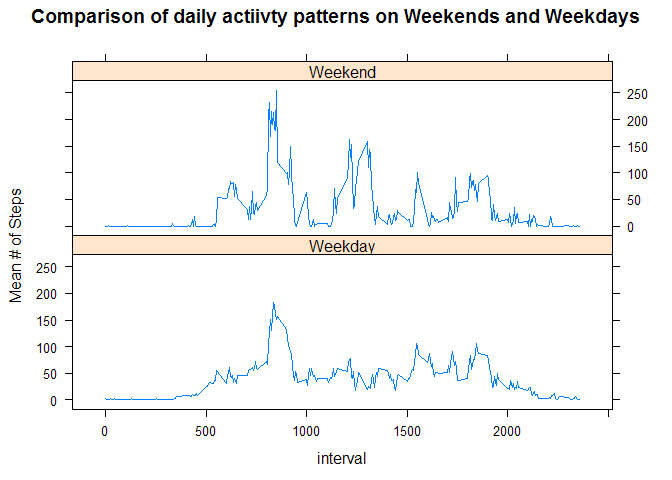 Comparison of daily actiivty patterns on Weekends and Weekdays
Weekend
250
200
150
100
50
0
Weekday
250
200
150
100
50
0
Mean # of Steps
0 500 1000 1500 2000
interval